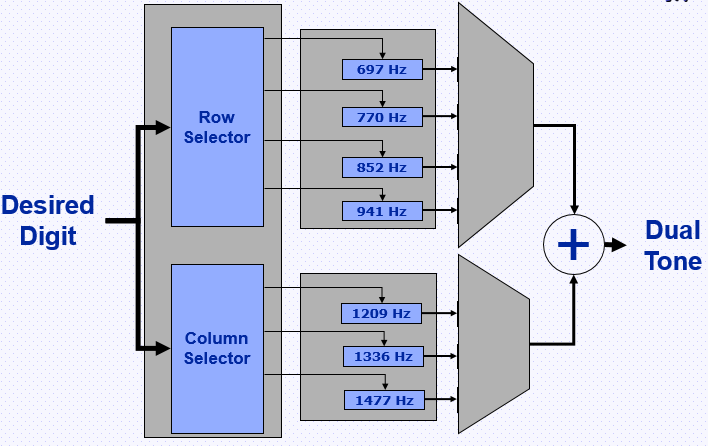 Row
Selector
697 Hz
770 Hz
852 Hz
941 Hz
Desired
Digit
+
Dual
Tone
Column
Selector
1209 Hz
1336 Hz
1477 Hz